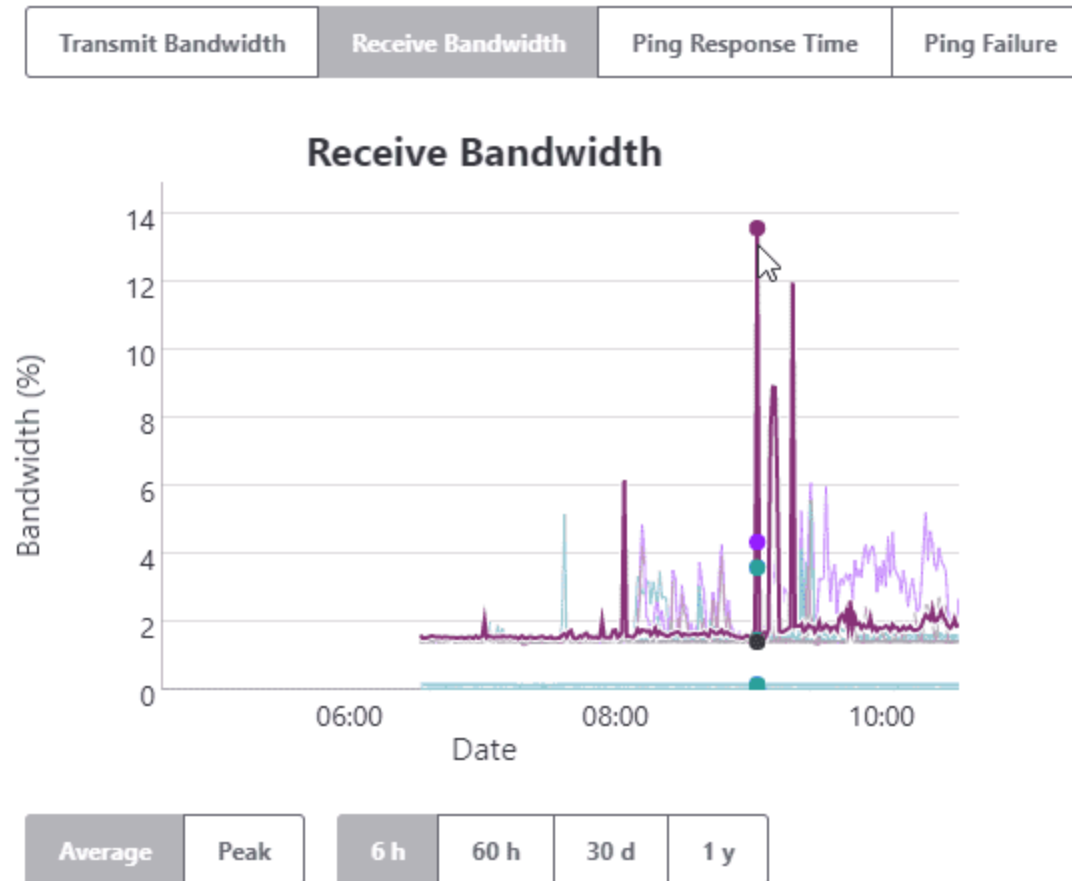 Transmit Bandwidth Receive Bandwidth Ping Response Time Ping Failure
Receive Bandwidth
14
12
10
8
6
4
2
0
Bandwidth (%)
06:00 08:00 10:00
Date
Average Peak 6 h 60 h 30 d 1 y